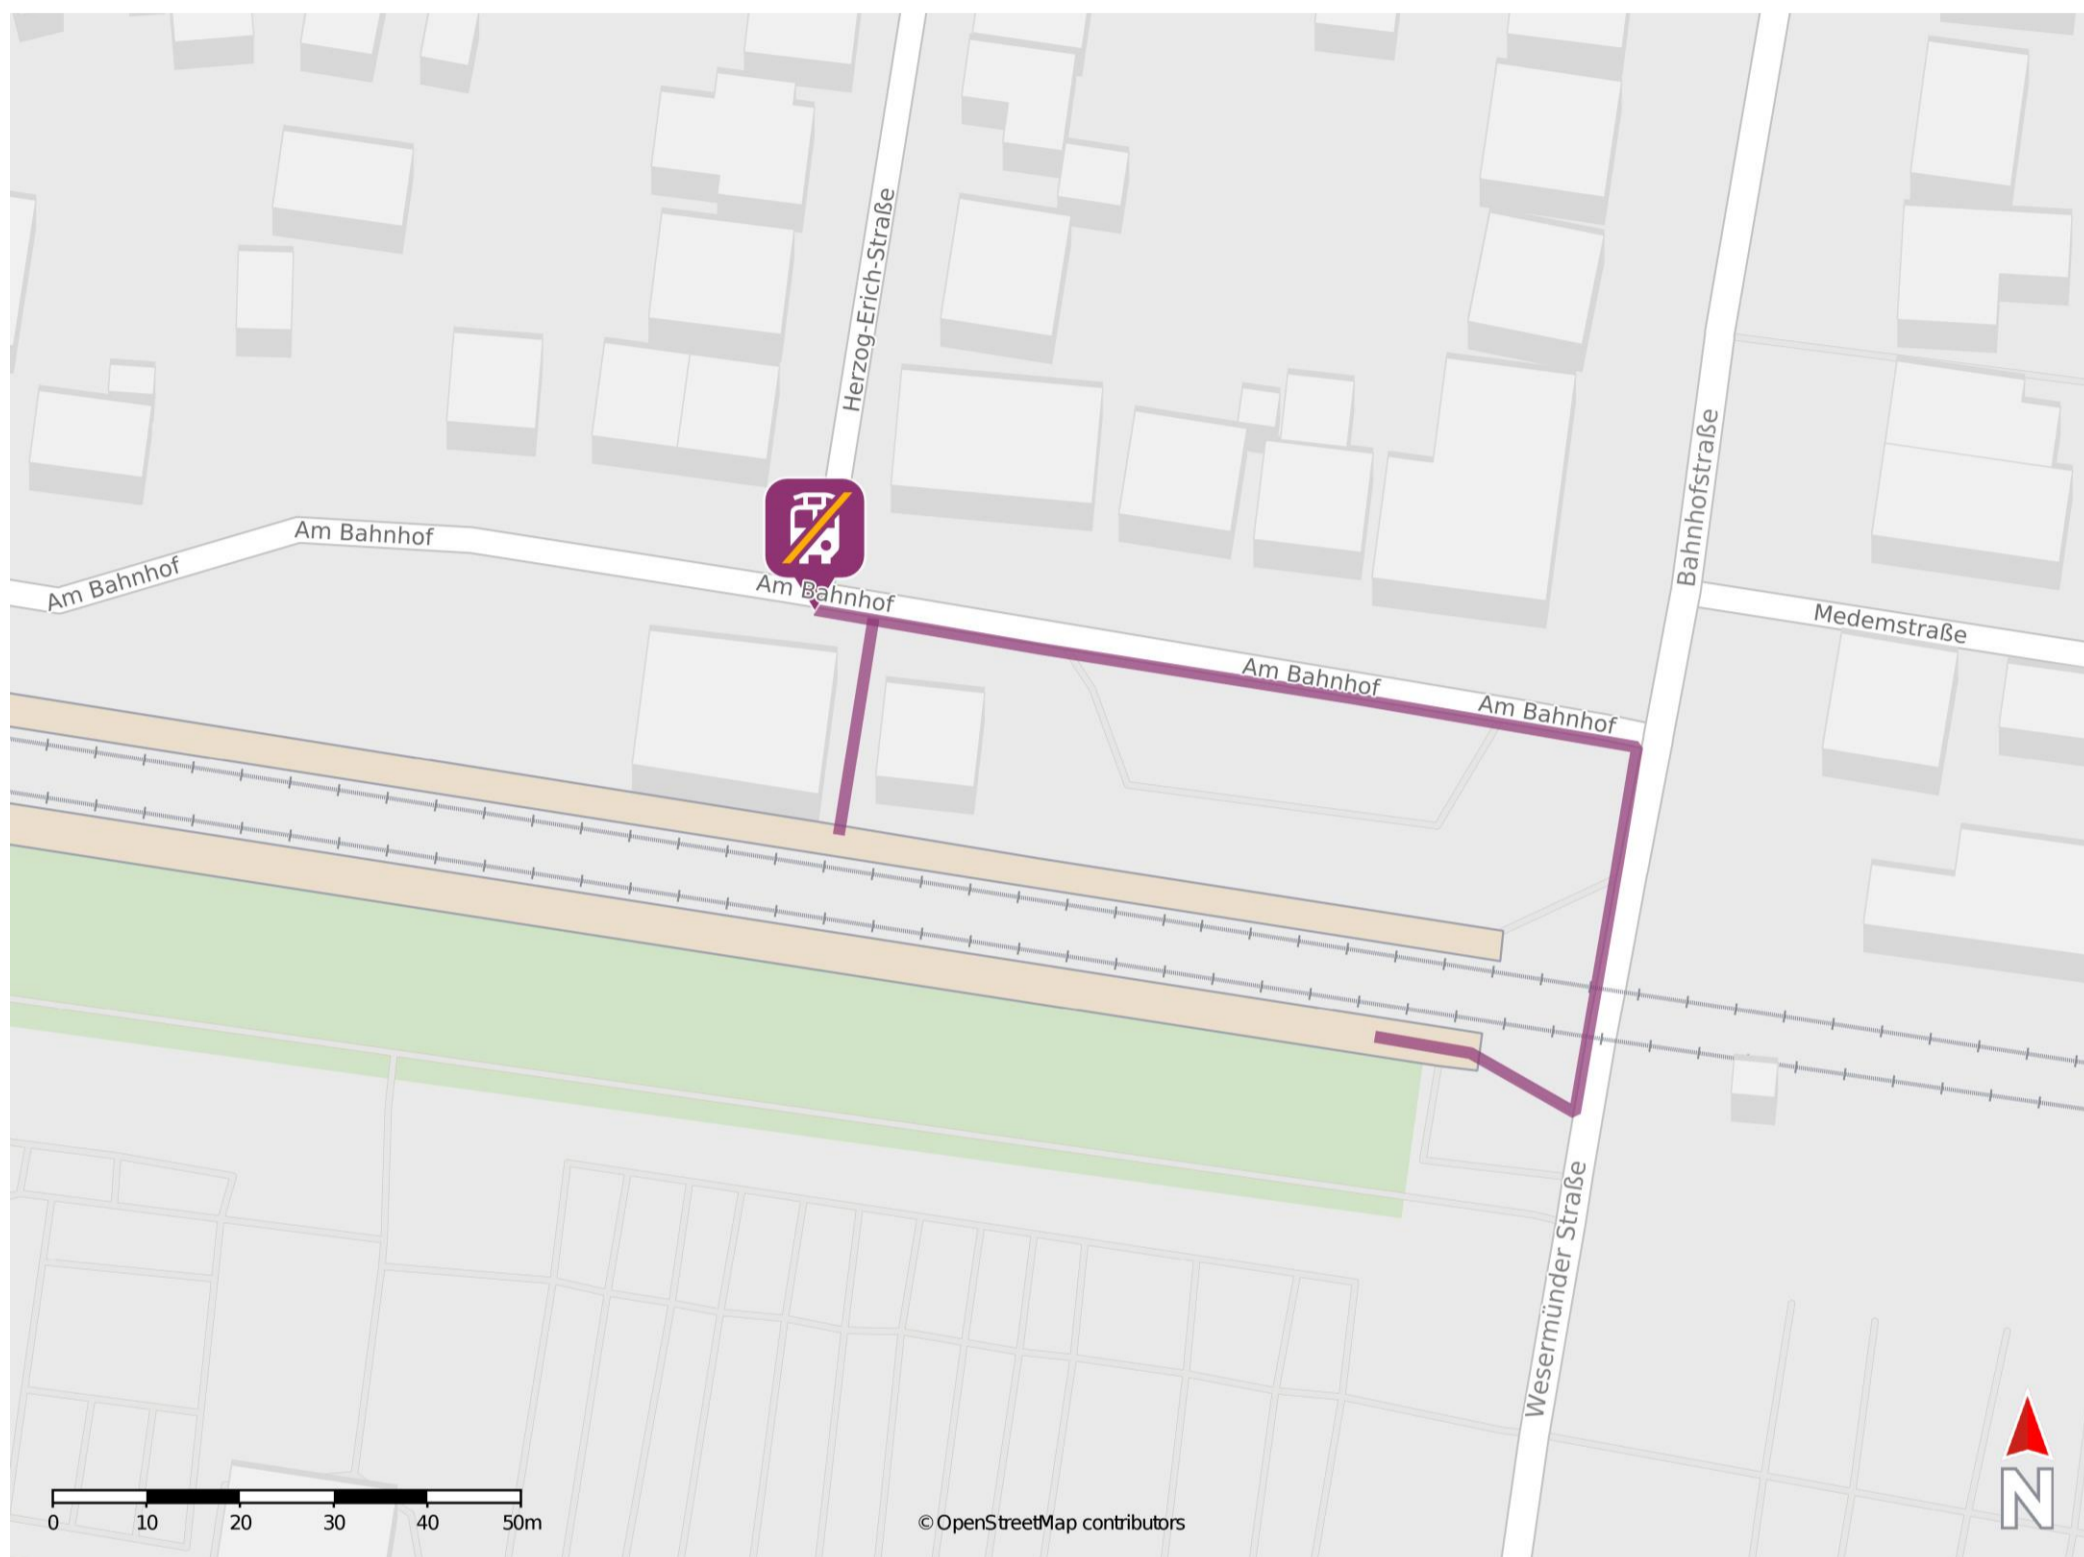 Herzog-Erich-Straße
Bahnhofstraße
Am Bahnhof
Am Bahnhof
Am Bahnhof
Medemstraße
Am Bahnhof
Am Bahnhof
Wesermünder Straße
N
0 10 20 30 40 50m
© OpenStreetMap contributors